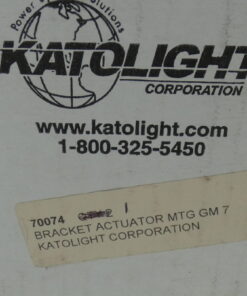 Power Solutions
KATOLIGHT
CORPORATION
www.katolight.com
1-800-325-5450
70074 1
BRACKET ACTUATOR MTG GM 7
KATOLIGHT CORPORATION